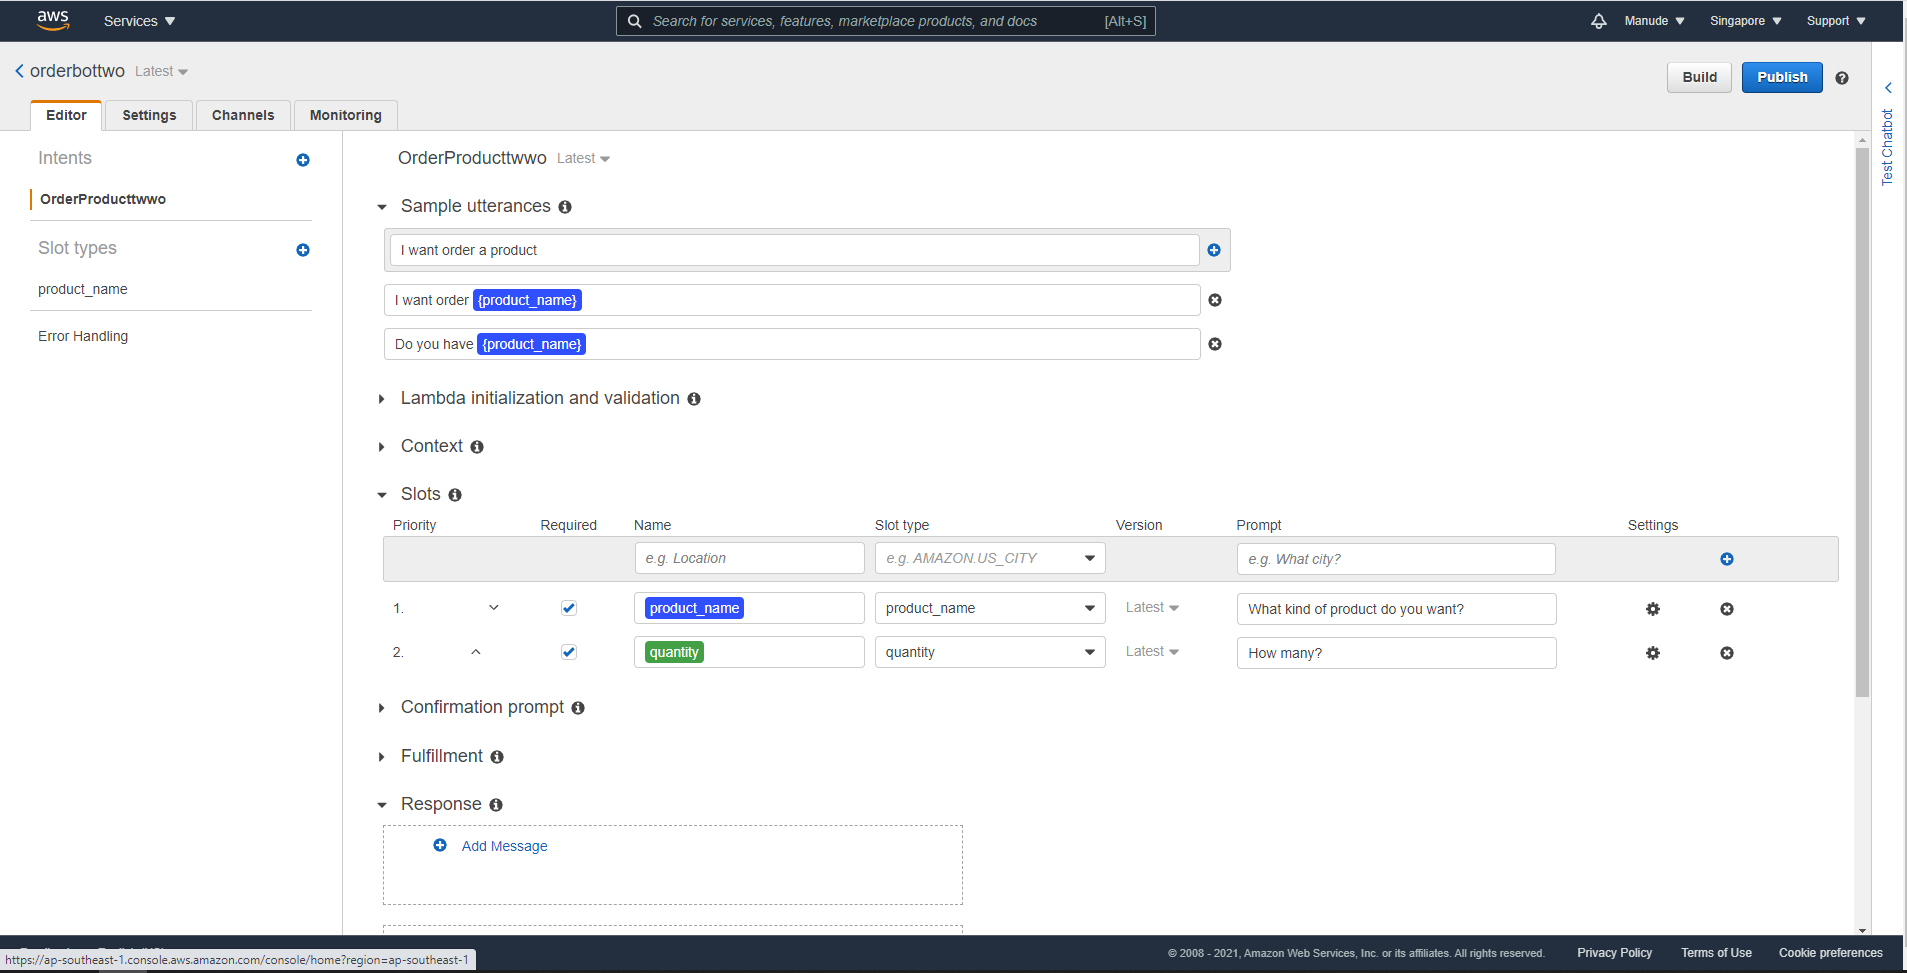 aws Services Search for services, features, marketplace products, and docs [Alt+S] Manude Singapore Support
orderbottwo Latest
Build Publish
Editor Settings Channels Monitoring
Test Chatbot
Intents
OrderProducttwwo
Slot types
product_name
Error Handling
OrderProducttwwo Latest
Sample utterances
I want order a product
I want order {product_name}
Do you have {product_name}
Lambda initialization and validation
Context
Slots
Priority Required Name Slot type Version Prompt Settings
e.g. Location e.g. AMAZON.US_CITY e.g. What city?
1. product_name product_name Latest What kind of product do you want?
2. quantity quantity Latest How many?
Confirmation prompt
Fulfillment
Response
Add Message
https://ap-southeast-1.console.aws.amazon.com/console/home?region=ap-southeast-1
© 2008 - 2021, Amazon Web Services, Inc. or its affiliates. All rights reserved. Privacy Policy Terms of Use Cookie preferences